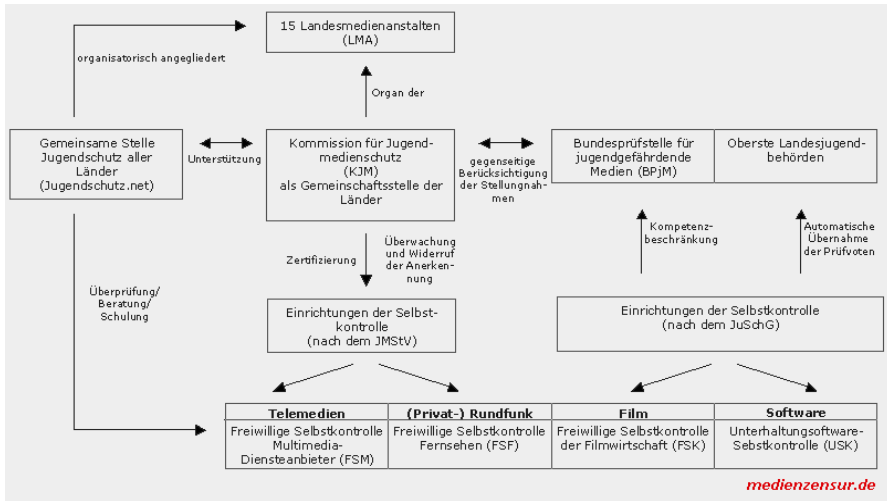 15 Landesmedienanstalten
(LMA)
organisatorisch angegliedert
Organ der
Gemeinsame Stelle
Jugendschutz aller
Länder
(Jugendschutz.net)
Unterstützung
Kommission für Jugend-
medienschutz
(KJM)
als Gemeinschaftsstelle der
Länder
gegenseitige
Berücksichtigung
der Stellungnah-
men
Bundesprüfstelle für
jugendgefährdende
Medien (BPjM)
Oberste Landesjugend-
behörden
Zertifizierung
Überwachung
und Widerruf
der Anerken-
nung
Kompetenz-
beschränkung
Automatische
Übernahme
der Prüfvoten
Überprüfung/
Beratung/
Schulung
Einrichtungen der Selbst-
kontrolle
(nach dem JMStV)
Einrichtungen der Selbstkontrolle
(nach dem JuSchG)
Telemedien
Freiwillige Selbstkontrolle
Multimedia-
Diensteanbieter (FSM)
(Privat-) Rundfunk
Freiwillige Selbstkontrolle
Fernsehen (FSF)
Film
Freiwillige Selbstkontrolle
der Filmwirtschaft (FSK)
Software
Unterhaltungsoftware-
Sebstkontrolle (USK)
medienzensur.de